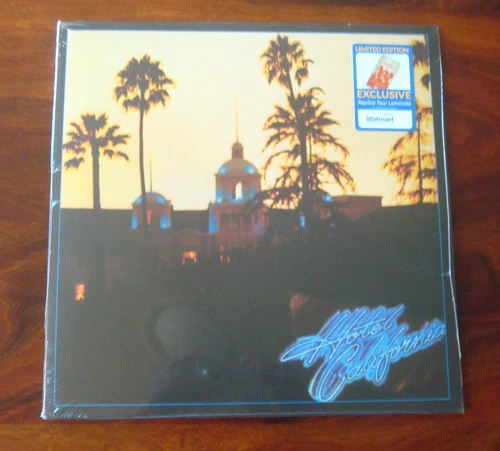 LIMITED EDITION
EXCLUSIVE
Replica Tour Laminate
Walmart
Hotel
California